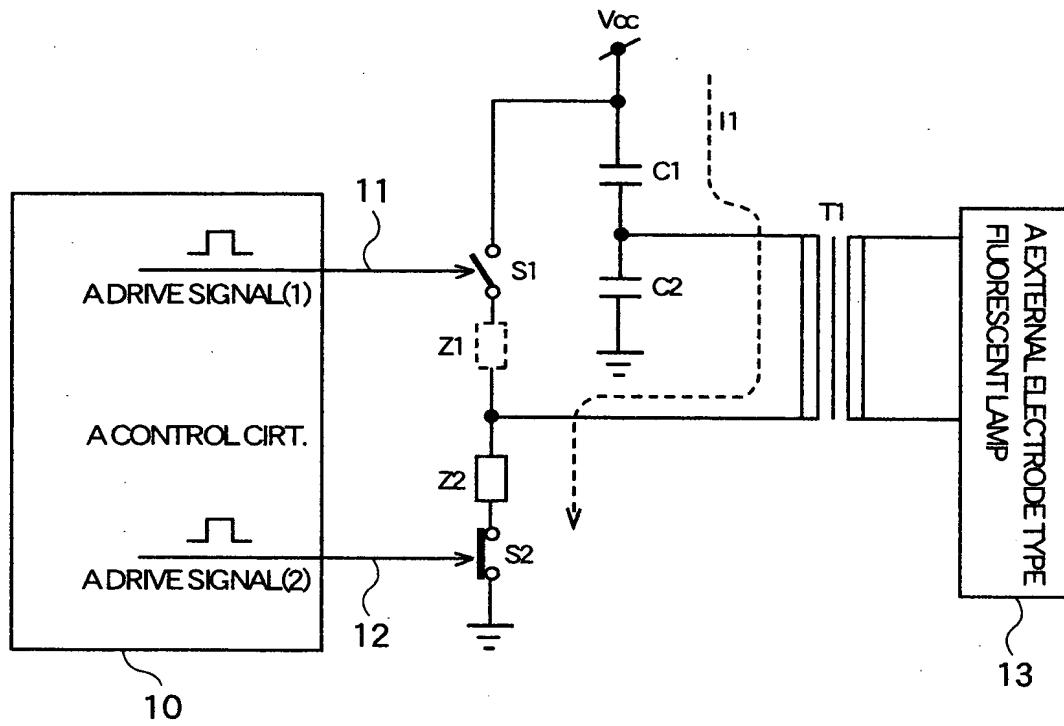 Vcc
I1
C1
11
T1
S1
A DRIVE SIGNAL(1)
C2
Z1
A CONTROL CIRT.
Z2
S2
A DRIVE SIGNAL(2)
12
10
A EXTERNAL ELECTRODE TYPE
FIUORESCENT LAMP
13